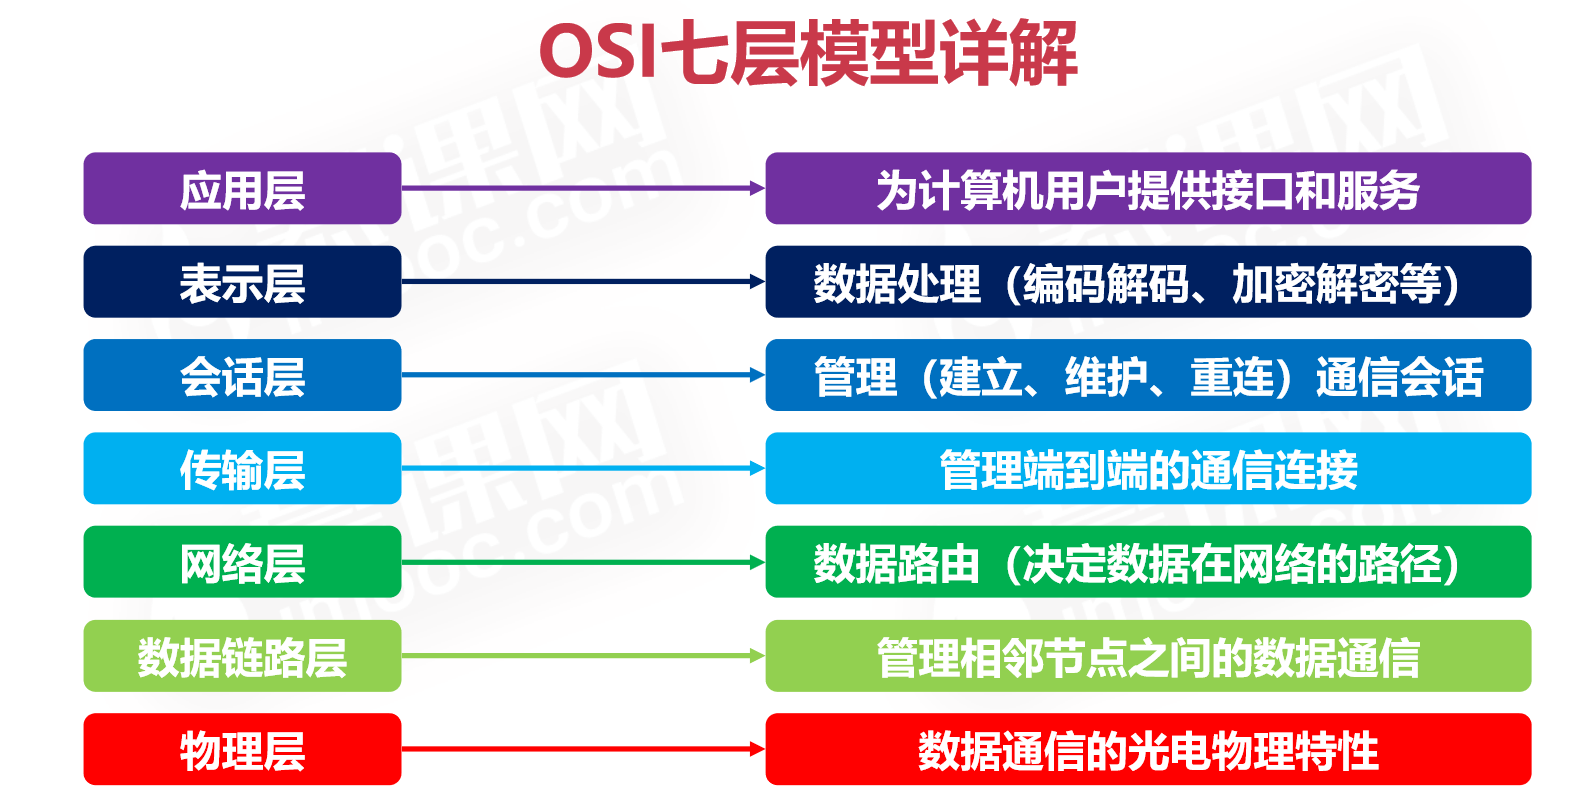 OSI七层模型详解
应用层 为计算机用户提供接口和服务
表示层 数据处理（编码解码、加密解密等）
会话层 管理（建立、维护、重连）通信会话
传输层 管理端到端的通信连接
网络层 数据路由（决定数据在网络的路径）
数据链路层 管理相邻节点之间的数据通信
物理层 数据通信的光电物理特性